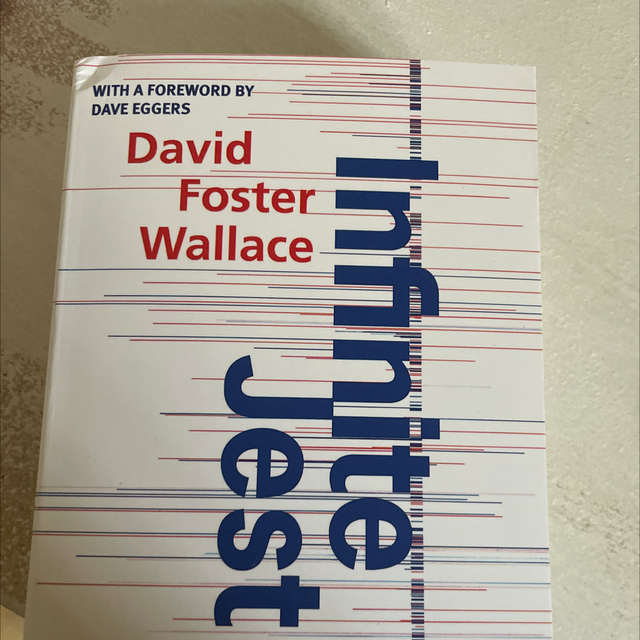 WITH A FOREWORD BY
DAVE EGGERS
David
Foster
Wallace
Infinite
Jest